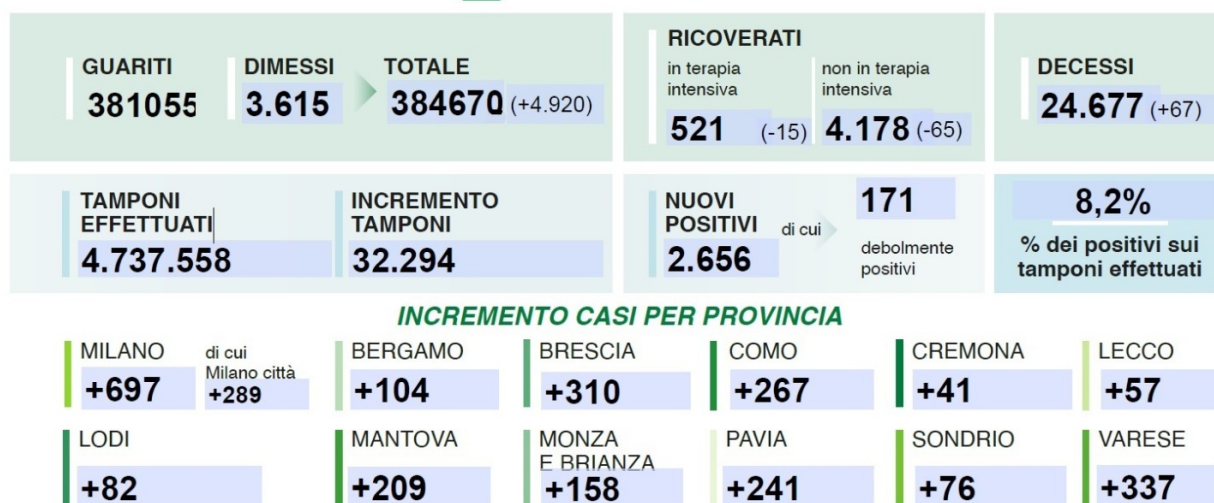 GUARITI
381055
DIMESSI
3.615
TOTALE
384670 (+4.920)
RICOVERATI
in terapia
intensiva
521 (-15)
non in terapia
intensiva
4.178 (-65)
DECESSI
24.677 (+67)
TAMPONI
EFFETTUATI
4.737.558
INCREMENTO
TAMPONI
32.294
NUOVI
POSITIVI
2.656
di cui
171
debolmente
positivi
8,2%
% dei positivi sui
tamponi effettuati
INCREMENTO CASI PER PROVINCIA
MILANO
+697
di cui
Milano città
+289
BERGAMO
+104
BRESCIA
+310
COMO
+267
CREMONA
+41
LECCO
+57
LODI
+82
MANTOVA
+209
MONZA
E BRIANZA
+158
PAVIA
+241
SONDRIO
+76
VARESE
+337